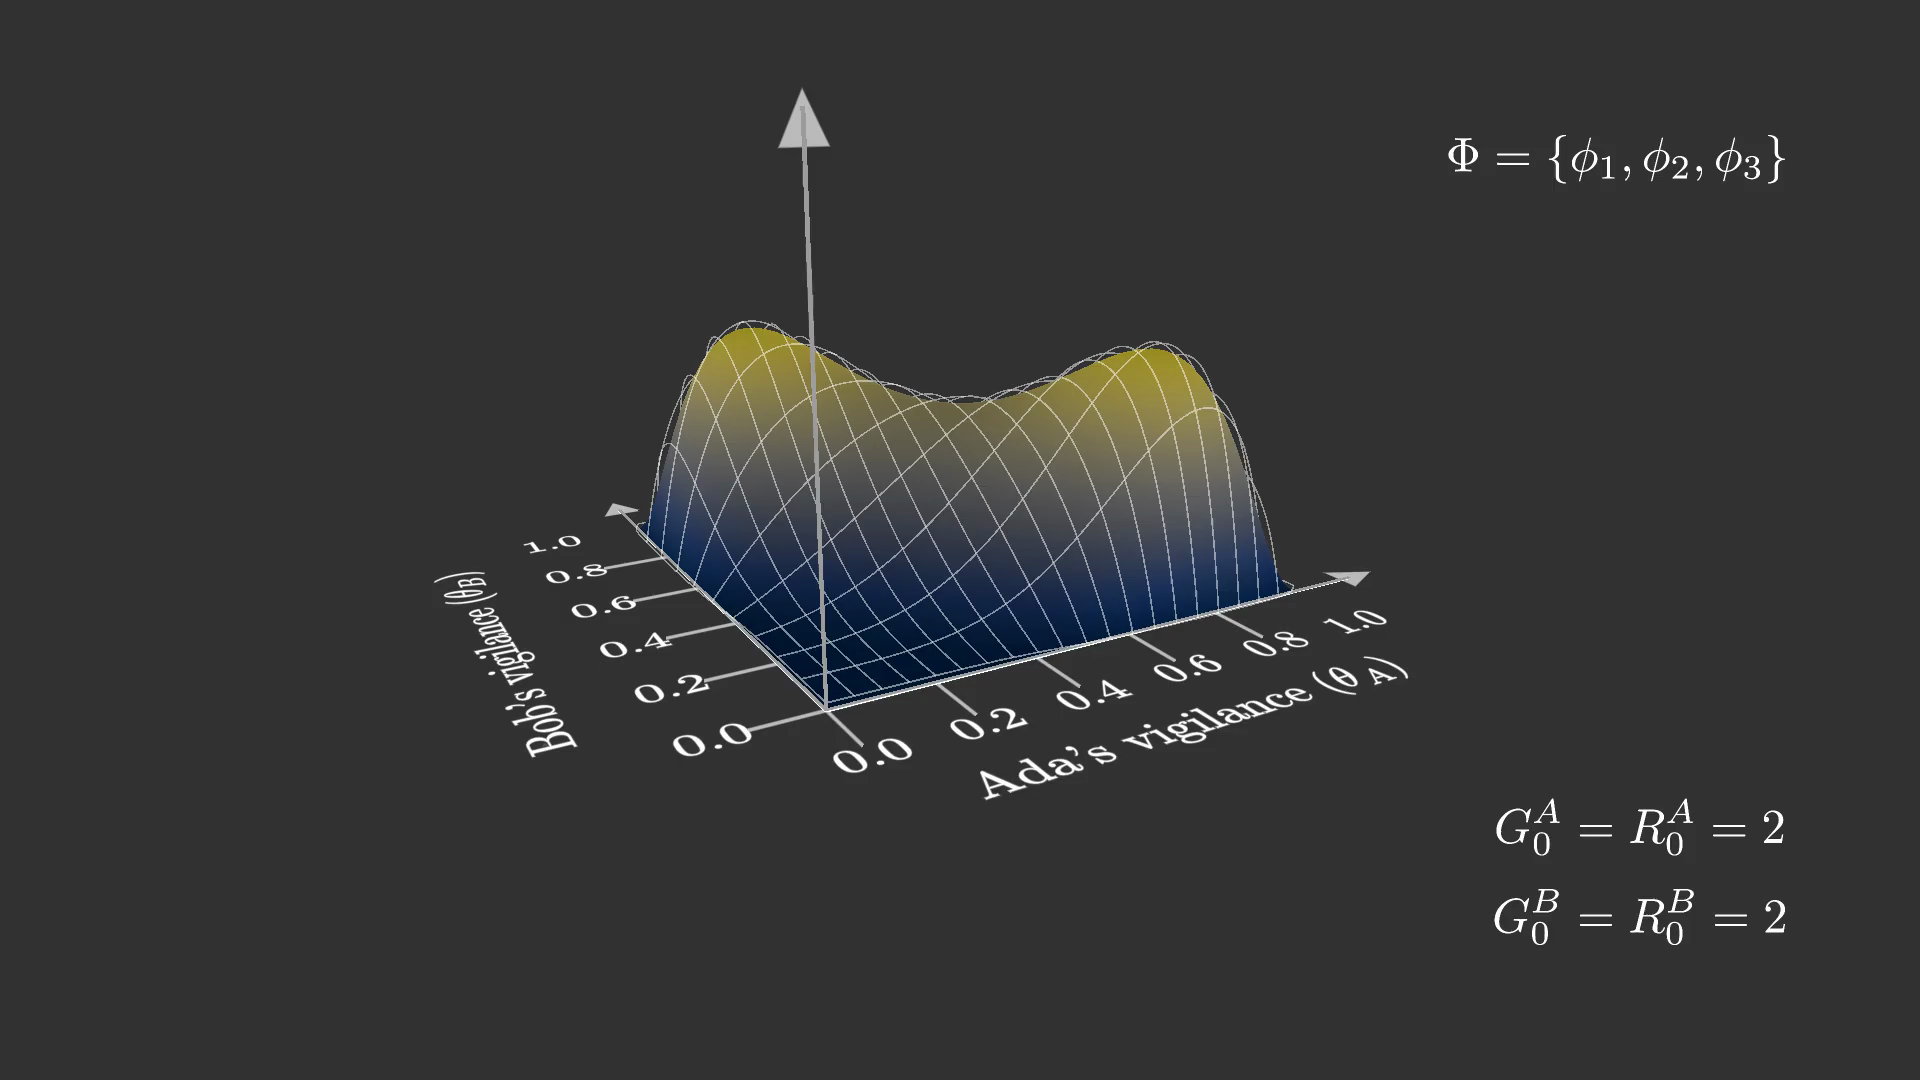 Φ = {ϕ₁, ϕ₂, ϕ₃}
1.0
0.8
0.6
0.4
0.2
0.0
Bob's vigilance (θ_B)
0.0 0.2 0.4 0.6 0.8 1.0
Ada's vigilance (θ_A)
G₀^A = R₀^A = 2
G₀^B = R₀^B = 2